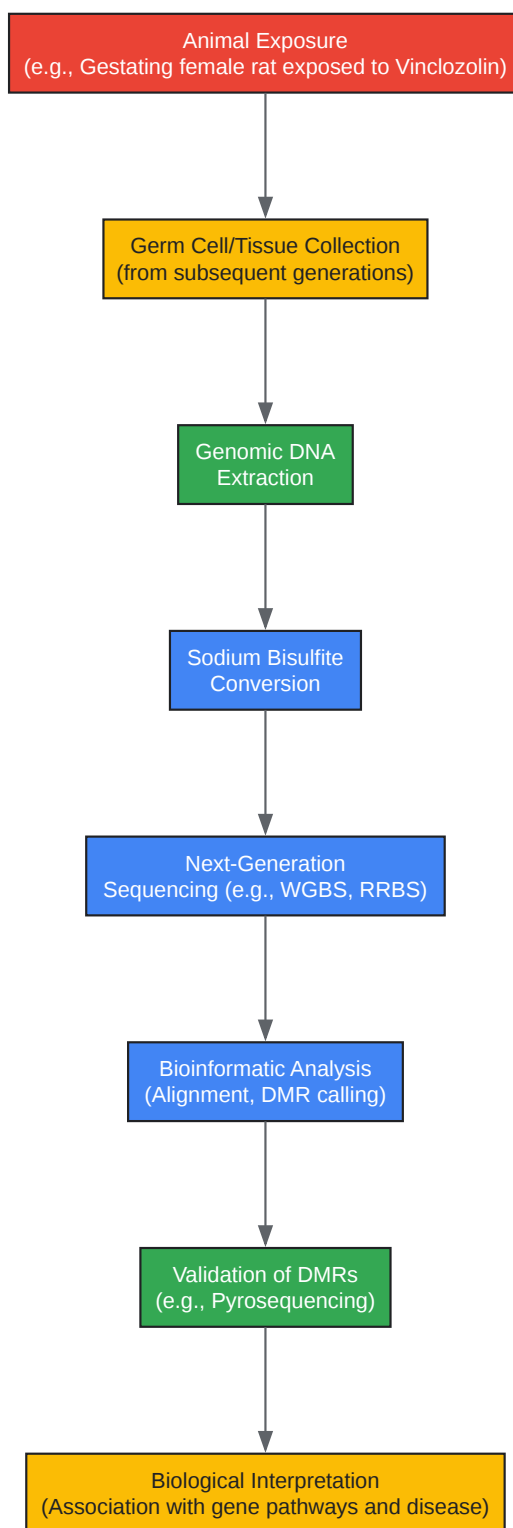 Animal Exposure
(e.g., Gestating female rat exposed to Vinclozolin)
Germ Cell/Tissue Collection
(from subsequent generations)
Genomic DNA
Extraction
Sodium Bisulfite
Conversion
Next-Generation
Sequencing (e.g., WGBS, RRBS)
Bioinformatic Analysis
(Alignment, DMR calling)
Validation of DMRs
(e.g., Pyrosequencing)
Biological Interpretation
(Association with gene pathways and disease)